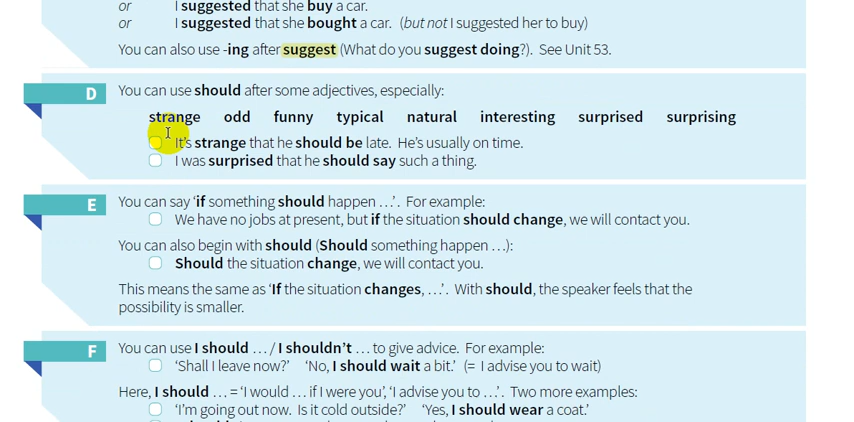 or I suggested that she buy a car.
or I suggested that she bought a car. (but not I suggested her to buy)
You can also use -ing after suggest (What do you suggest doing?). See Unit 53.
D You can use should after some adjectives, especially:
strange odd funny typical natural interesting surprised surprising
It's strange that he should be late. He's usually on time.
I was surprised that he should say such a thing.
E You can say 'if something should happen …'. For example:
We have no jobs at present, but if the situation should change, we will contact you.
You can also begin with should (Should something happen …):
Should the situation change, we will contact you.
This means the same as 'If the situation changes, …'. With should, the speaker feels that the
possibility is smaller.
F You can use I should … / I shouldn't … to give advice. For example:
'Shall I leave now?' 'No, I should wait a bit.' (= I advise you to wait)
Here, I should … = 'I would … if I were you', 'I advise you to …'. Two more examples:
'I'm going out now. Is it cold outside?' 'Yes, I should wear a coat.'